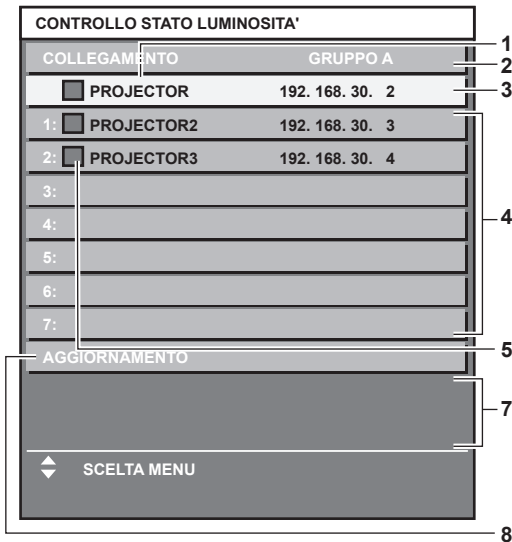 CONTROLLO STATO LUMINOSITA'
COLLEGAMENTO GRUPPO A
PROJECTOR 192. 168. 30. 2
1: PROJECTOR2 192. 168. 30. 3
2: PROJECTOR3 192. 168. 30. 4
3:
4:
5:
6:
7:
AGGIORNAMENTO
SCELTA MENU
1
2
3
4
5
7
8